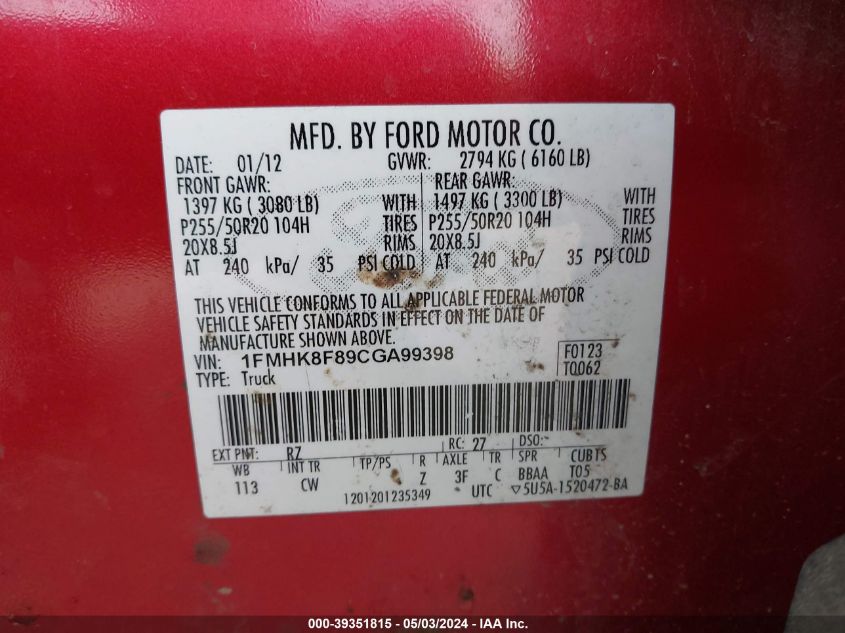 MFD. BY FORD MOTOR CO.
DATE: 01/12 GVWR: 2794 KG ( 6160 LB)
FRONT GAWR: REAR GAWR:
1397 KG ( 3080 LB) WITH 1497 KG ( 3300 LB) WITH
P255/50R20 104H TIRES P255/50R20 104H TIRES
20X8.5J RIMS 20X8.5J RIMS
AT 240 kPa/ 35 PSI COLD AT 240 kPa/ 35 PSI COLD
THIS VEHICLE CONFORMS TO ALL APPLICABLE FEDERAL MOTOR
VEHICLE SAFETY STANDARDS IN EFFECT ON THE DATE OF
MANUFACTURE SHOWN ABOVE.
VIN: 1FMHK8F89CGA99398 F0123
TYPE: Truck T0062
EXT PNT: RZ RC: 27 DSO:
WB INT TR TP/PS R AXLE TR SPR CUBTS
113 CW Z 3F C BBAA T05
1201201235349 UTC ▽5U5A-1520472-BA
000-39351815 - 05/03/2024 - IAA Inc.